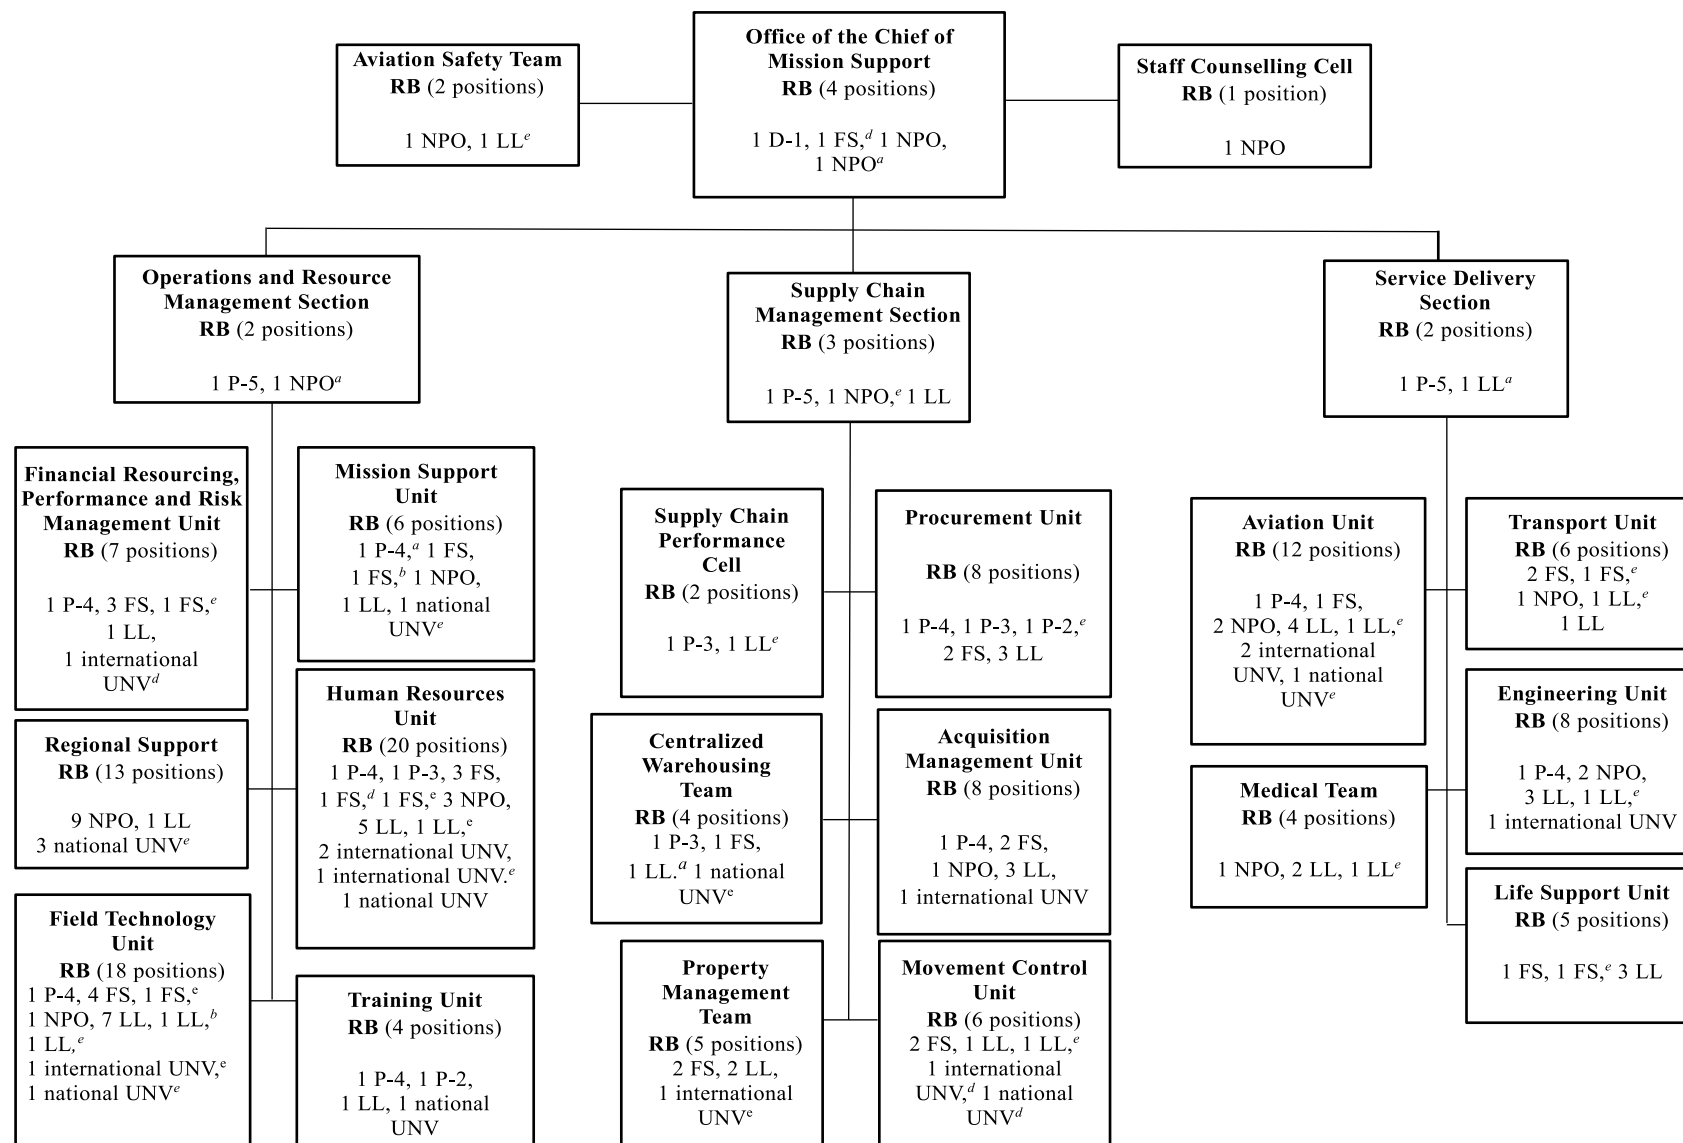 Office of the Chief of
Mission Support
RB (4 positions)
1 D-1, 1 FS,ᵈ 1 NPO,
1 NPOᵃ
Aviation Safety Team
RB (2 positions)
1 NPO, 1 LLᵉ
Staff Counselling Cell
RB (1 position)
1 NPO
Operations and Resource
Management Section
RB (2 positions)
1 P-5, 1 NPOᵃ
Financial Resourcing,
Performance and Risk
Management Unit
RB (7 positions)
1 P-4, 3 FS, 1 FS,ᵉ
1 LL,
1 international
UNVᵈ
Mission Support
Unit
RB (6 positions)
1 P-4,ᵃ 1 FS,
1 FS,ᵇ 1 NPO,
1 LL, 1 national
UNVᵉ
Regional Support
RB (13 positions)
9 NPO, 1 LL
3 national UNVᵉ
Human Resources
Unit
RB (20 positions)
1 P-4, 1 P-3, 3 FS,
1 FS,ᵈ 1 FS,ᵉ 3 NPO,
5 LL, 1 LL,ᵉ
2 international UNV,
1 international UNV.ᵉ
1 national UNV
Field Technology
Unit
RB (18 positions)
1 P-4, 4 FS, 1 FS,ᵉ
1 NPO, 7 LL, 1 LL,ᵇ
1 LL,ᵉ
1 international UNV,ᵉ
1 national UNVᵉ
Training Unit
RB (4 positions)
1 P-4, 1 P-2,
1 LL, 1 national
UNV
Supply Chain
Management Section
RB (3 positions)
1 P-5, 1 NPO,ᵉ 1 LL
Supply Chain
Performance
Cell
RB (2 positions)
1 P-3, 1 LLᵉ
Procurement Unit
RB (8 positions)
1 P-4, 1 P-3, 1 P-2,ᵉ
2 FS, 3 LL
Centralized
Warehousing
Team
RB (4 positions)
1 P-3, 1 FS,
1 LL.ᵃ 1 national
UNVᵉ
Acquisition
Management Unit
RB (8 positions)
1 P-4, 2 FS,
1 NPO, 3 LL,
1 international UNV
Property
Management
Team
RB (5 positions)
2 FS, 2 LL,
1 international
UNVᵉ
Movement Control
Unit
RB (6 positions)
2 FS, 1 LL, 1 LL,ᵉ
1 international
UNV,ᵈ 1 national
UNVᵈ
Service Delivery
Section
RB (2 positions)
1 P-5, 1 LLᵃ
Aviation Unit
RB (12 positions)
1 P-4, 1 FS,
2 NPO, 4 LL, 1 LL,ᵉ
2 international
UNV, 1 national
UNVᵉ
Transport Unit
RB (6 positions)
2 FS, 1 FS,ᵉ
1 NPO, 1 LL,ᵉ
1 LL
Medical Team
RB (4 positions)
1 NPO, 2 LL, 1 LLᵉ
Engineering Unit
RB (8 positions)
1 P-4, 2 NPO,
3 LL, 1 LL,ᵉ
1 international UNV
Life Support Unit
RB (5 positions)
1 FS, 1 FS,ᵉ 3 LL